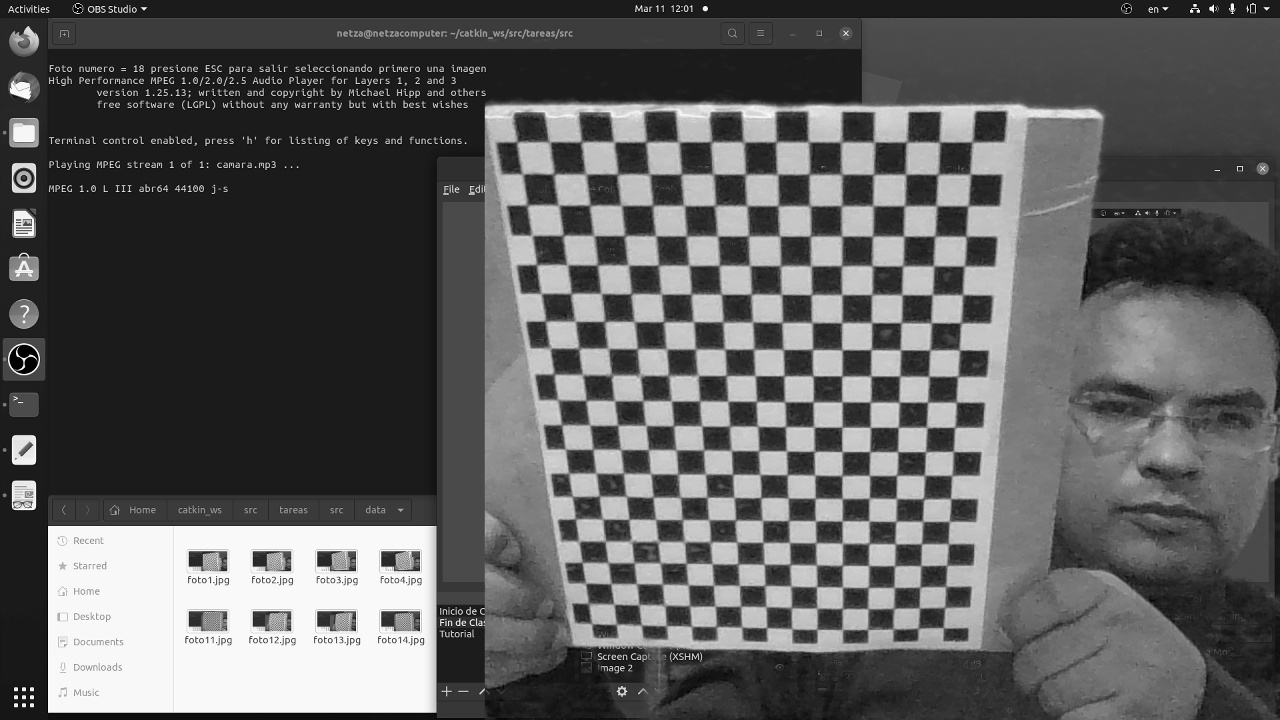 Activities OBS Studio Mar 11 12:01 en
netza@netzacomputer: ~/catkin_ws/src/tareas/src
Foto numero = 18 presione ESC para salir seleccionando primero una imagen
High Performance MPEG 1.0/2.0/2.5 Audio Player for Layers 1, 2 and 3
version 1.25.13; written and copyright by Michael Hipp and others
free software (LGPL) without any warranty but with best wishes
Terminal control enabled, press 'h' for listing of keys and functions.
Playing MPEG stream 1 of 1: camara.mp3 ...
MPEG 1.0 L III abr64 44100 j-s
File Edi
Home catkin_ws src tareas src data
Recent
Starred
Home
Desktop
Documents
Downloads
Music
foto1.jpg foto2.jpg foto3.jpg foto4.jpg
foto11.jpg foto12.jpg foto13.jpg foto14.jpg
Inicio de C
Fin de Clas
Tutorial
Screen Capture (XSHM)
Image 2